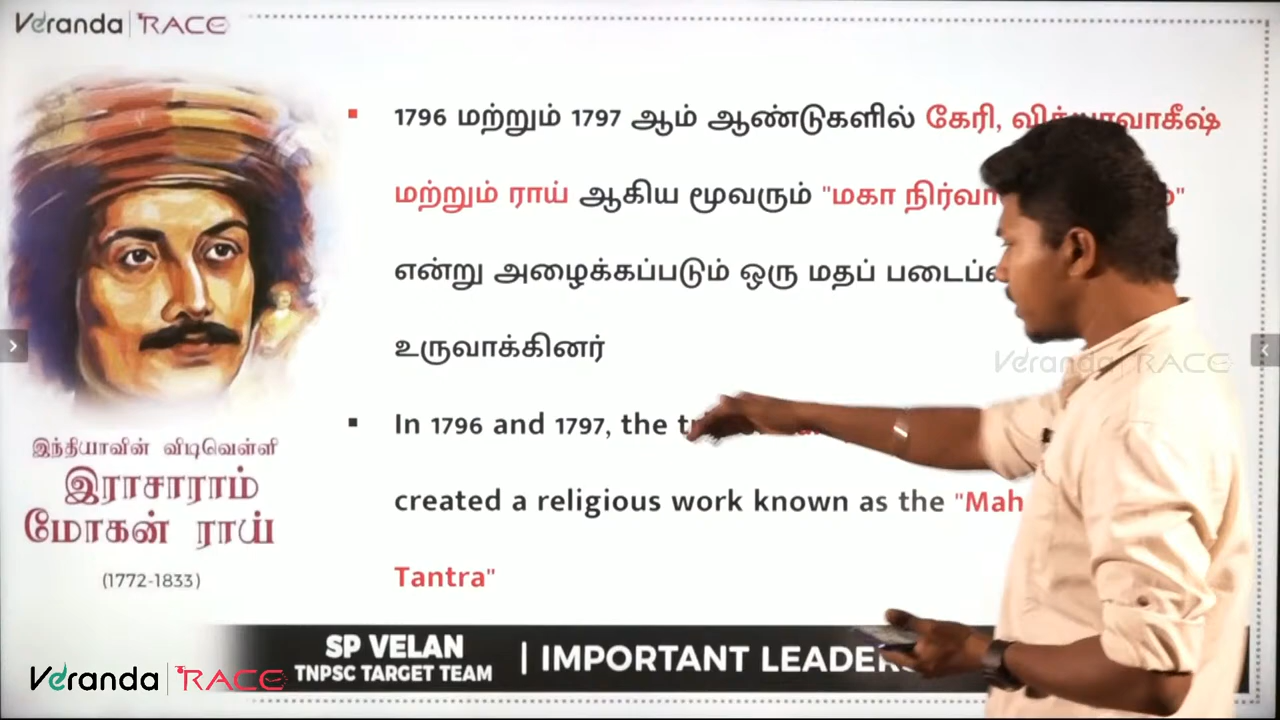 Veranda RACE
1796 மற்றும் 1797 ஆம் ஆண்டுகளில் கேரி,
மற்றும் ராய் ஆகிய மூவரும் "மகா
என்று அழைக்கப்படும் ஒரு மதப்
உருவாக்கினர்
Veranda RACE
In 1796 and 1797, the
created a religious work known as the "Mah
Tantra"
இந்தியாவின் விடிவெள்ளி
இராசாராம்
மோகன் ராய்
(1772-1833)
SP VELAN
TNPSC TARGET TEAM
IMPORTANT LEADER
Veranda RACE